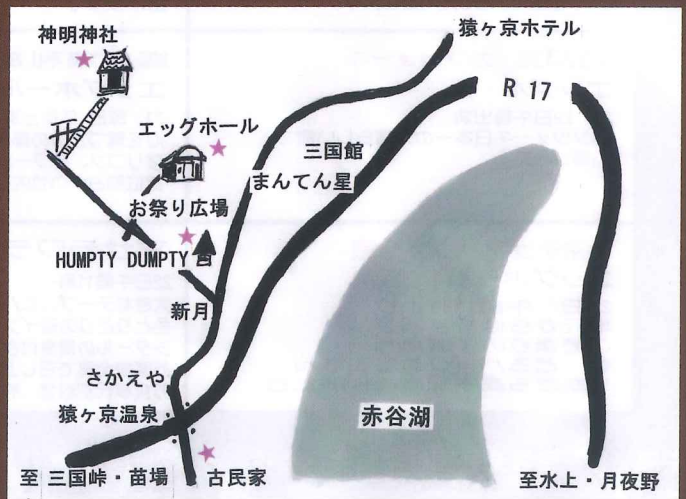 神明神社
猿ヶ京ホテル
R 17
エッグホール
三国館
まんてん星
お祭り広場
HUMPTY DUMPTY
新月
さかえや
猿ヶ京温泉
赤谷湖
至 三国峠・苗場
古民家
至水上・月夜野